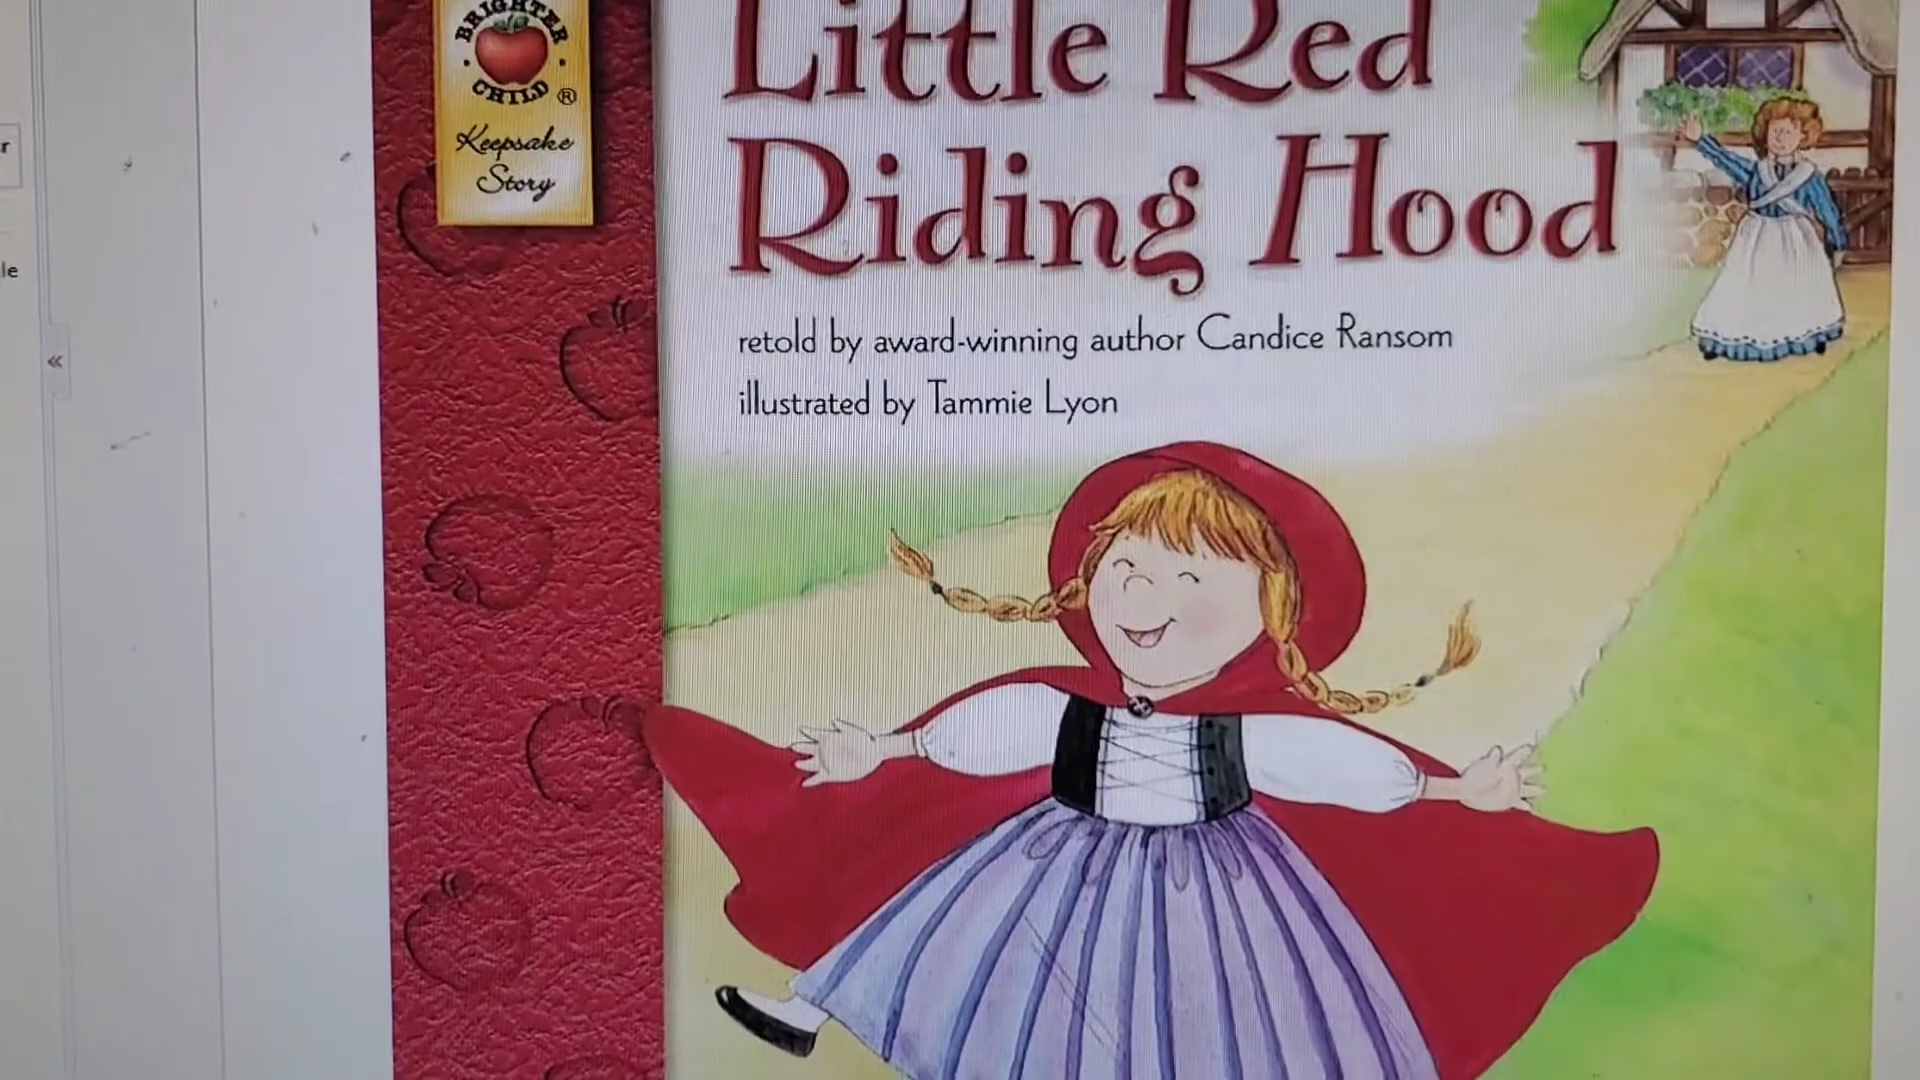 BRIGHTER
CHILD ®
Keepsake
Story
Little Red
Riding Hood
retold by award-winning author Candice Ransom
illustrated by Tammie Lyon
r
le
«